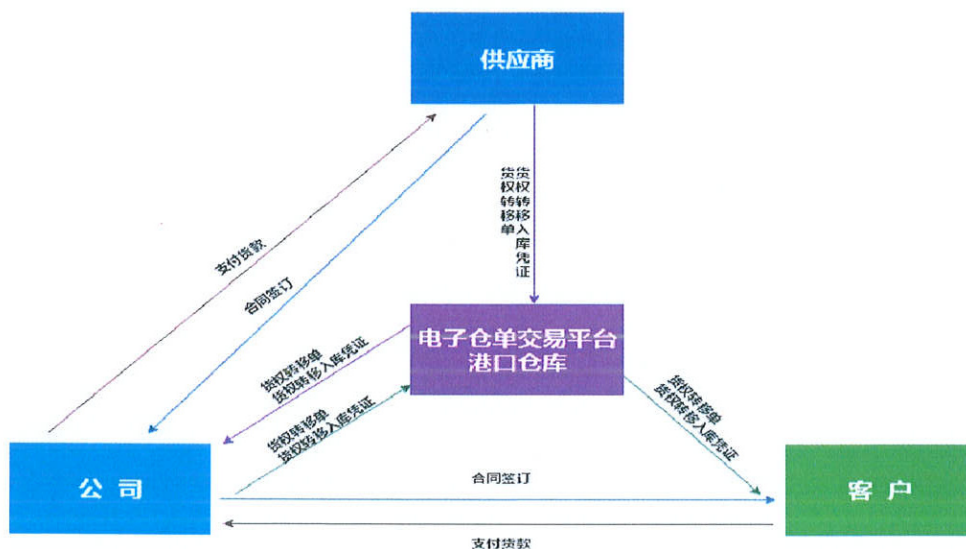 供应商
货权转移单
货权转移入库凭证
支付货款
合同签订
电子仓单交易平台
港口仓库
货权转移单
货权转移入库凭证
货权转移单
货权转移入库凭证
货权转移单
货权转移入库凭证
公司
合同签订
客户
支付货款